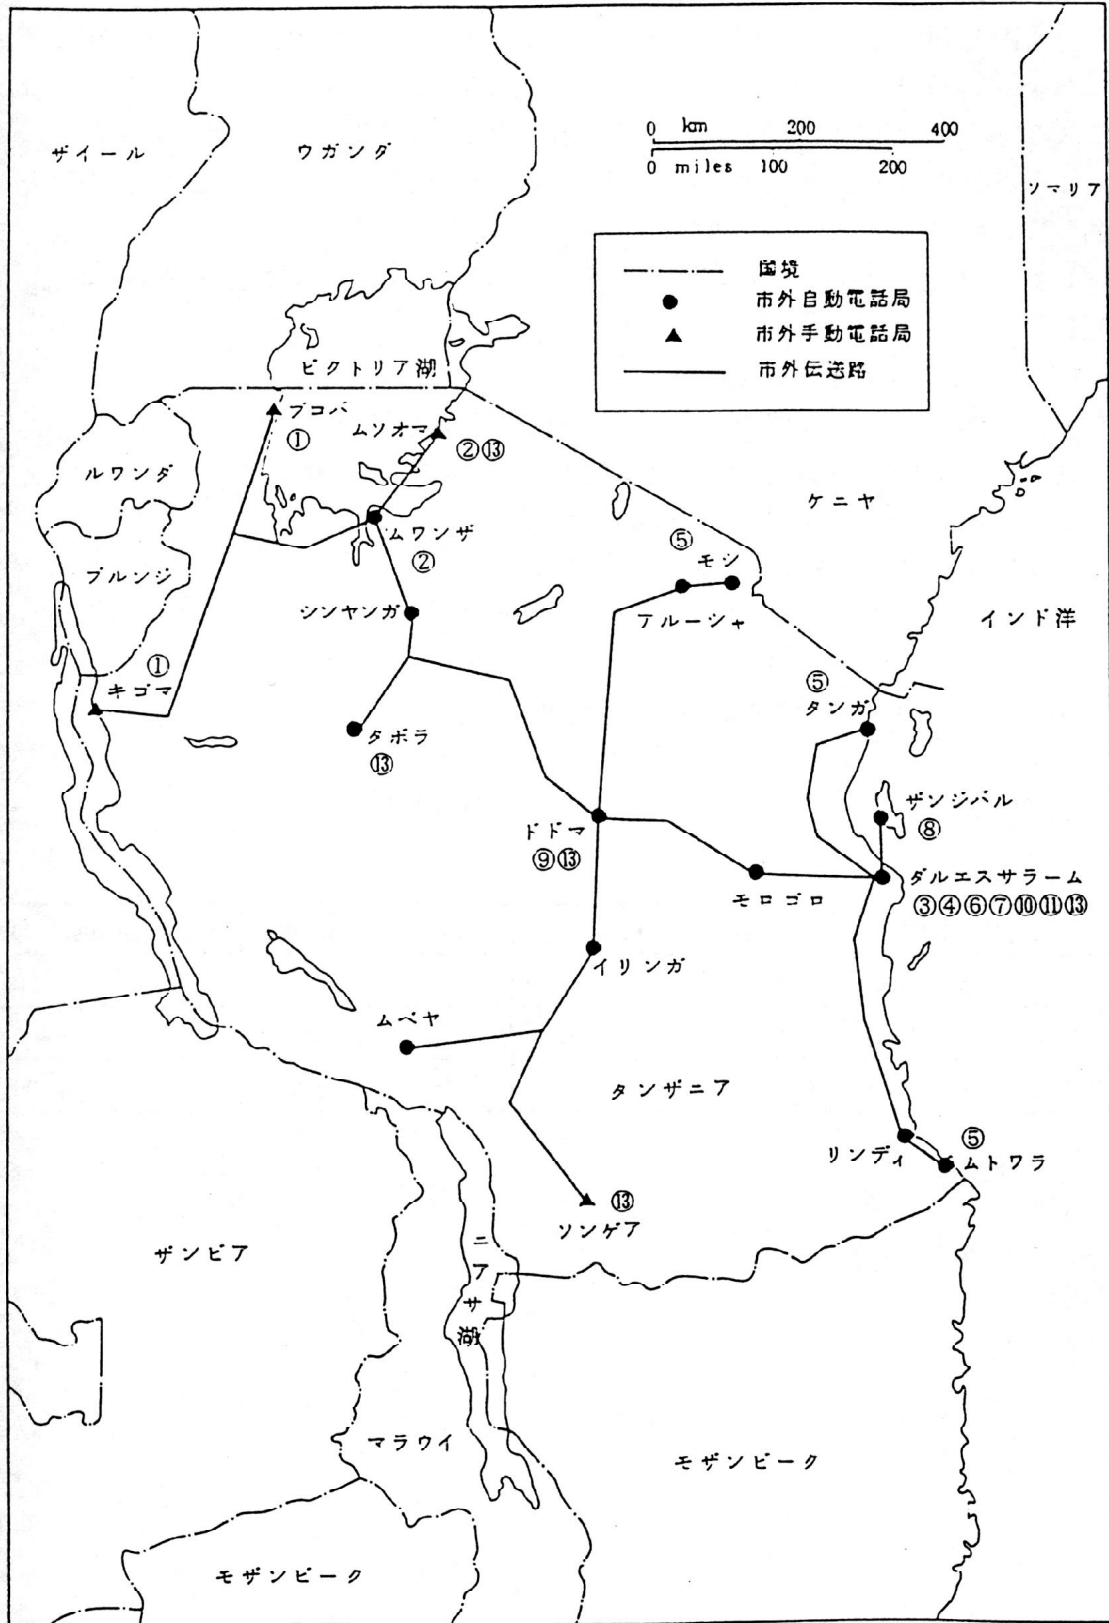 0 km 200 400
0 miles 100 200
ザイール
ウガンダ
ソマリア
国境
市外自動電話局
市外手動電話局
市外伝送路
ビクトリア湖
ブコバ
①
ムソオマ
②⑬
ルワンダ
ケニヤ
ムワンザ
②
⑤
モシ
ブルンジ
アルーシャ
シンヤンガ
インド洋
①
キゴマ
⑤
タンガ
タボラ
⑬
ザンジバル
⑧
ドドマ
⑨⑬
モロゴロ
ダルエスサラーム
③④⑥⑦⑩⑪⑬
イリンガ
ムベヤ
タンザニア
リンディ
⑤
ムトワラ
⑬
ソンゲア
ザンビア
ニアサ湖
マラウイ
モザンビーク
モザンビーク